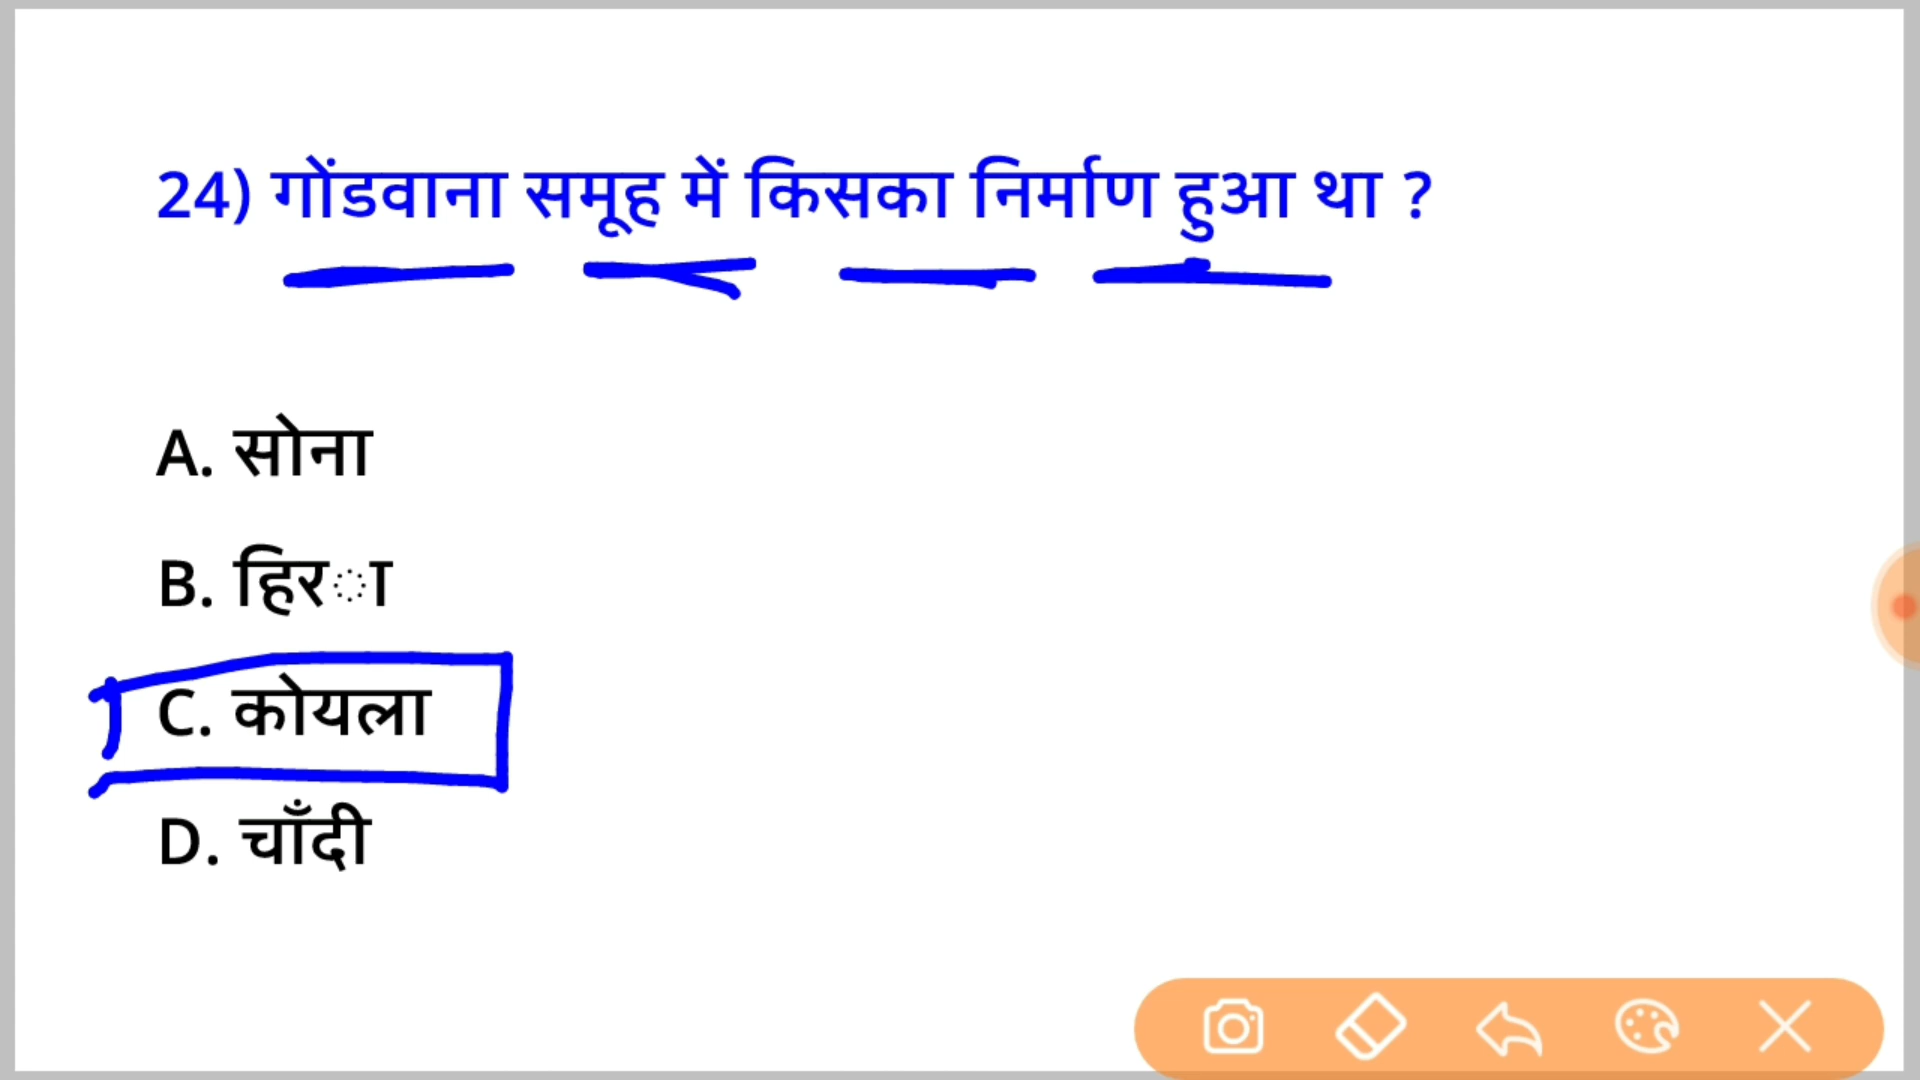 24) गोंडवाना समूह में किसका निर्माण हुआ था ?
A. सोना
B. हिरःा
C. कोयला
D. चाँदी